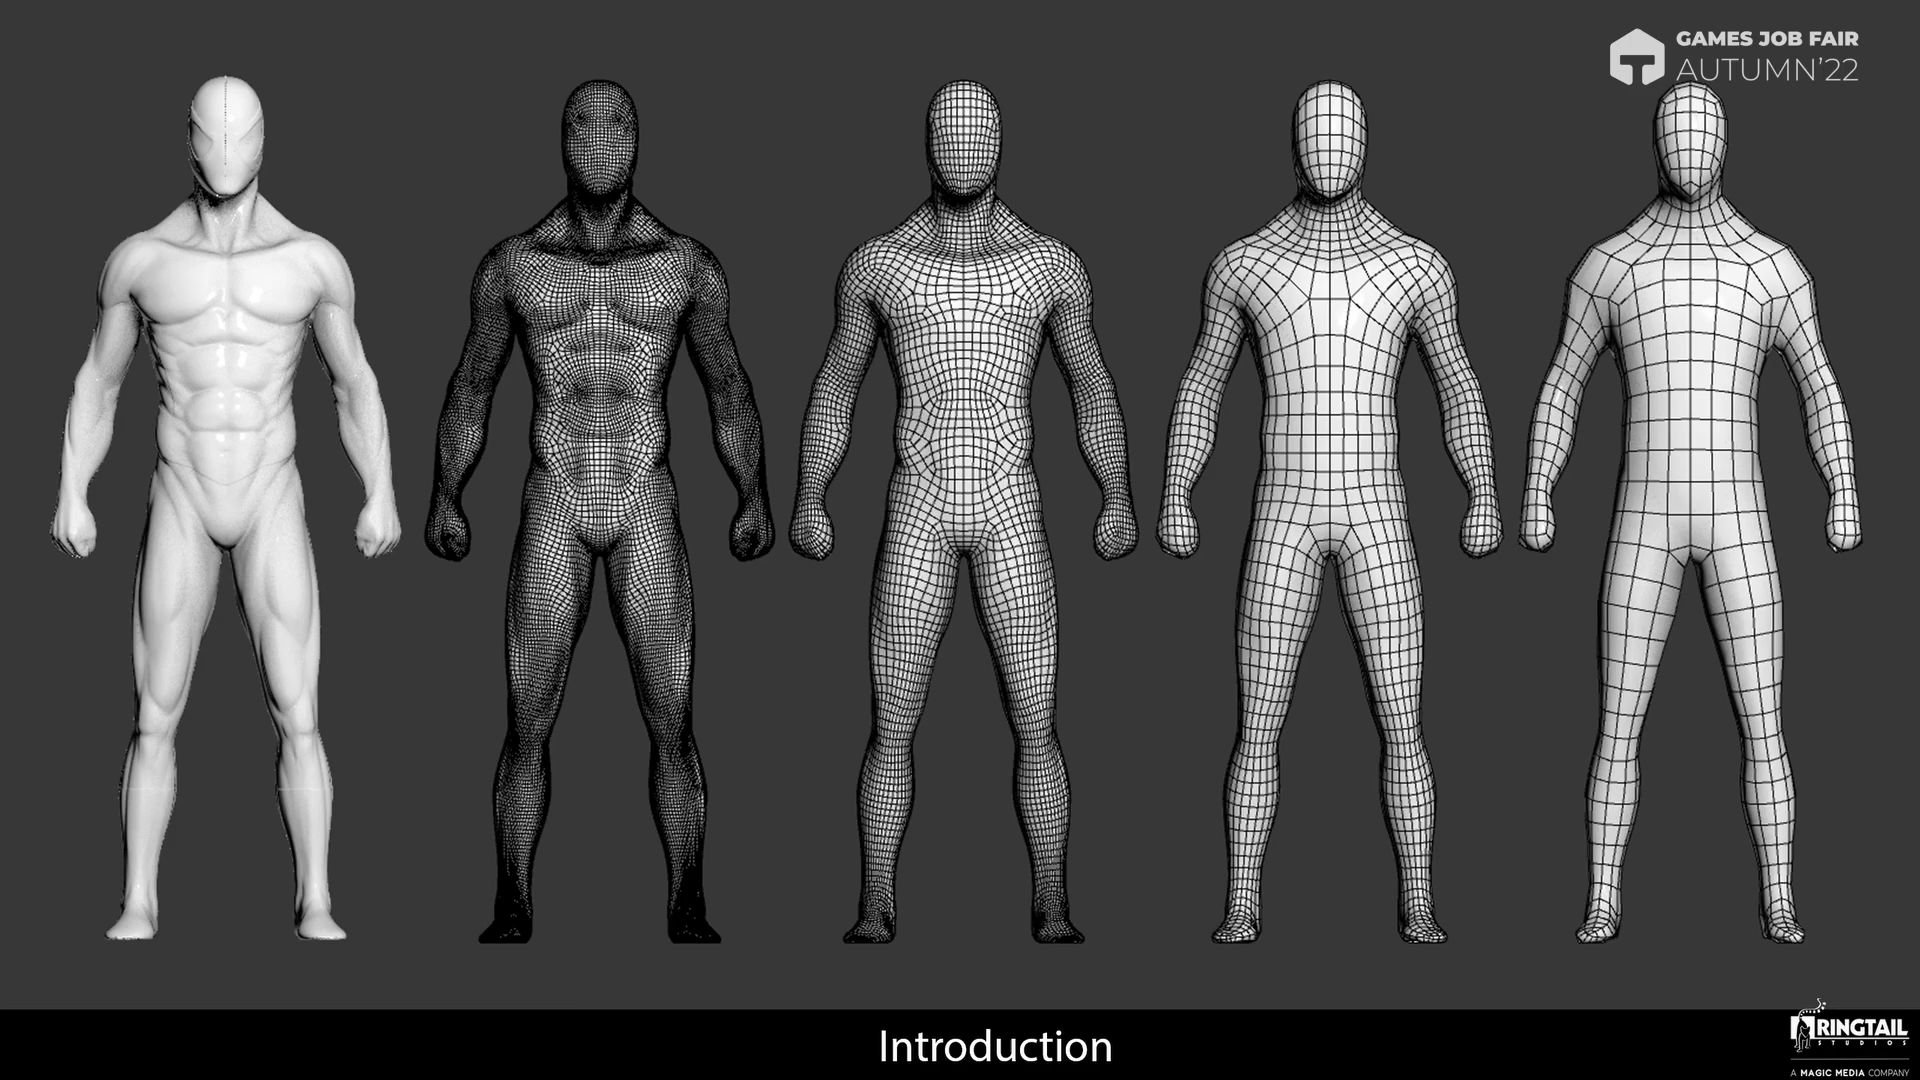 GAMES JOB FAIR
AUTUMN'22
Introduction
RINGTAIL
STUDIOS
A MAGIC MEDIA COMPANY